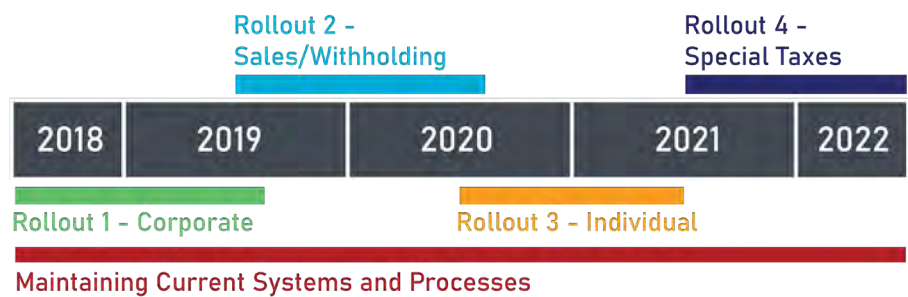 Rollout 2 -
Sales/Withholding
Rollout 4 -
Special Taxes
2018 2019 2020 2021 2022
Rollout 1 - Corporate
Rollout 3 - Individual
Maintaining Current Systems and Processes